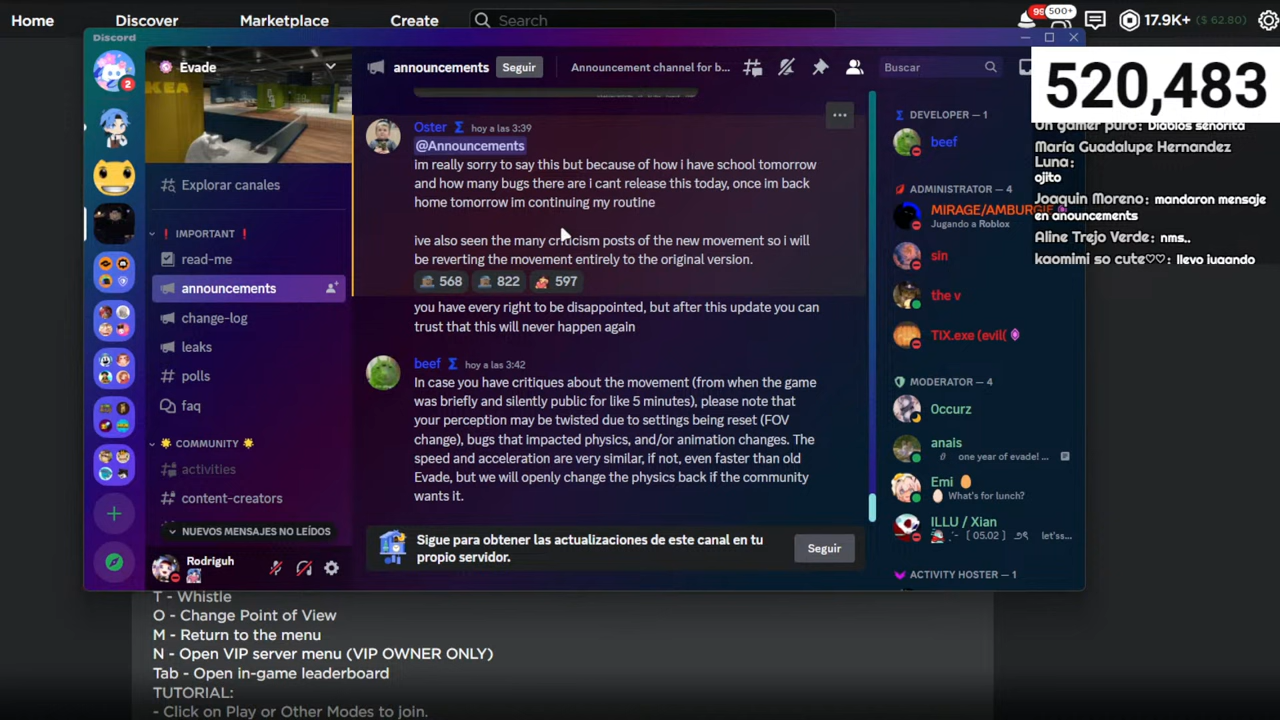 Home
Discover
Marketplace
Create
Search
99
500+
17.9K+
($ 62.80)
Discord
2
Evade
announcements
Seguir
Announcement channel for b...
Buscar
520,483
Explorar canales
IMPORTANT
read-me
announcements
change-log
leaks
polls
faq
COMMUNITY
activities
content-creators
NUEVOS MENSAJES NO LEÍDOS
Rodriguh
Oster Σ hoy a las 3:39
@Announcements
im really sorry to say this but because of how i have school tomorrow
and how many bugs there are i cant release this today, once im back
home tomorrow im continuing my routine
ive also seen the many criticism posts of the new movement so i will
be reverting the movement entirely to the original version.
568
822
597
you have every right to be disappointed, but after this update you can
trust that this will never happen again
beef Σ hoy a las 3:42
In case you have critiques about the movement (from when the game
was briefly and silently public for like 5 minutes), please note that
your perception may be twisted due to settings being reset (FOV
change), bugs that impacted physics, and/or animation changes. The
speed and acceleration are very similar, if not, even faster than old
Evade, but we will openly change the physics back if the community
wants it.
Sigue para obtener las actualizaciones de este canal en tu
propio servidor.
Seguir
DEVELOPER — 1
beef
ADMINISTRATOR — 4
MIRAGE/AMBURGIE
Jugando a Roblox
sin
the v
TIX.exe (evil(
MODERATOR — 4
Occurz
anais
one year of evade! ...
Emi
What's for lunch?
ILLU / Xian
[ 05.02 ]
let'ss...
ACTIVITY HOSTER — 1
Un gamer puro: Diablos señorita
María Guadalupe Hernandez
Luna:
ojito
Joaquin Moreno: mandaron mensaje
en anouncements
Aline Trejo Verde: nms..
kaomimi so cute♡♡: llevo juagando
T - Whistle
O - Change Point of View
M - Return to the menu
N - Open VIP server menu (VIP OWNER ONLY)
Tab - Open in-game leaderboard
TUTORIAL:
- Click on Play or Other Modes to join.